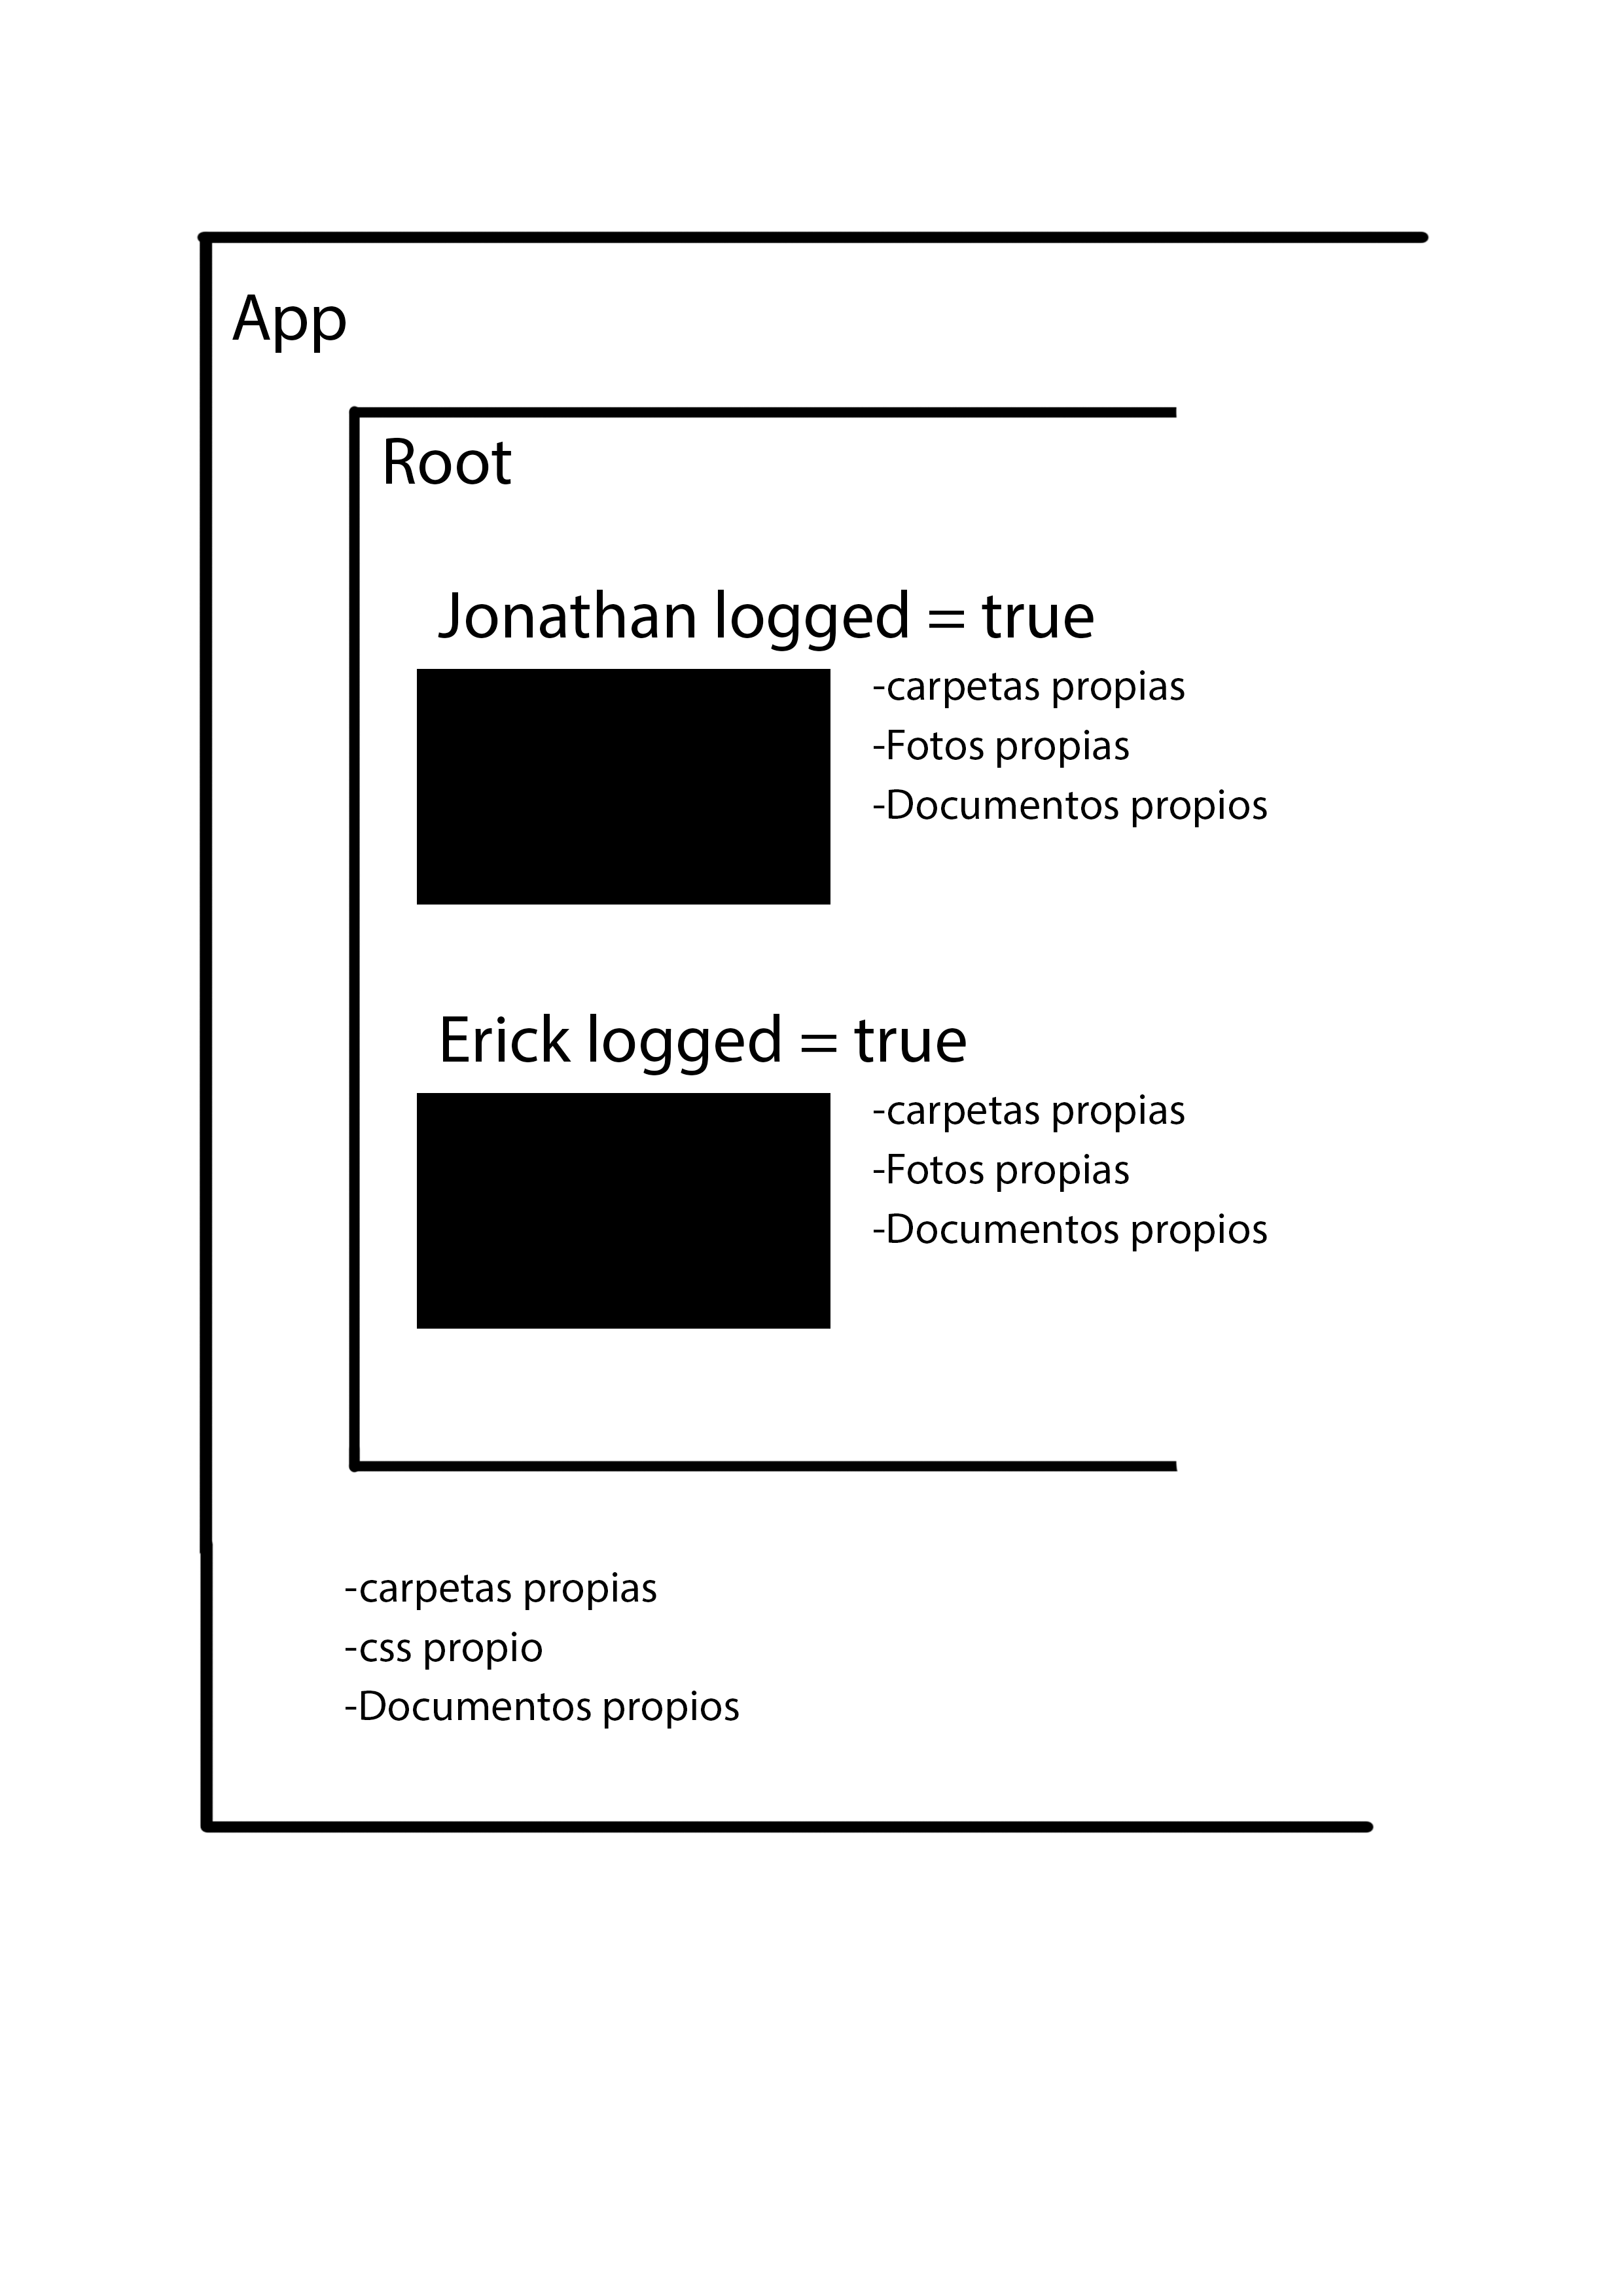 App
Root
Jonathan logged = true
-carpetas propias
-Fotos propias
-Documentos propios
Erick logged = true
-carpetas propias
-Fotos propias
-Documentos propios
-carpetas propias
-css propio
-Documentos propios